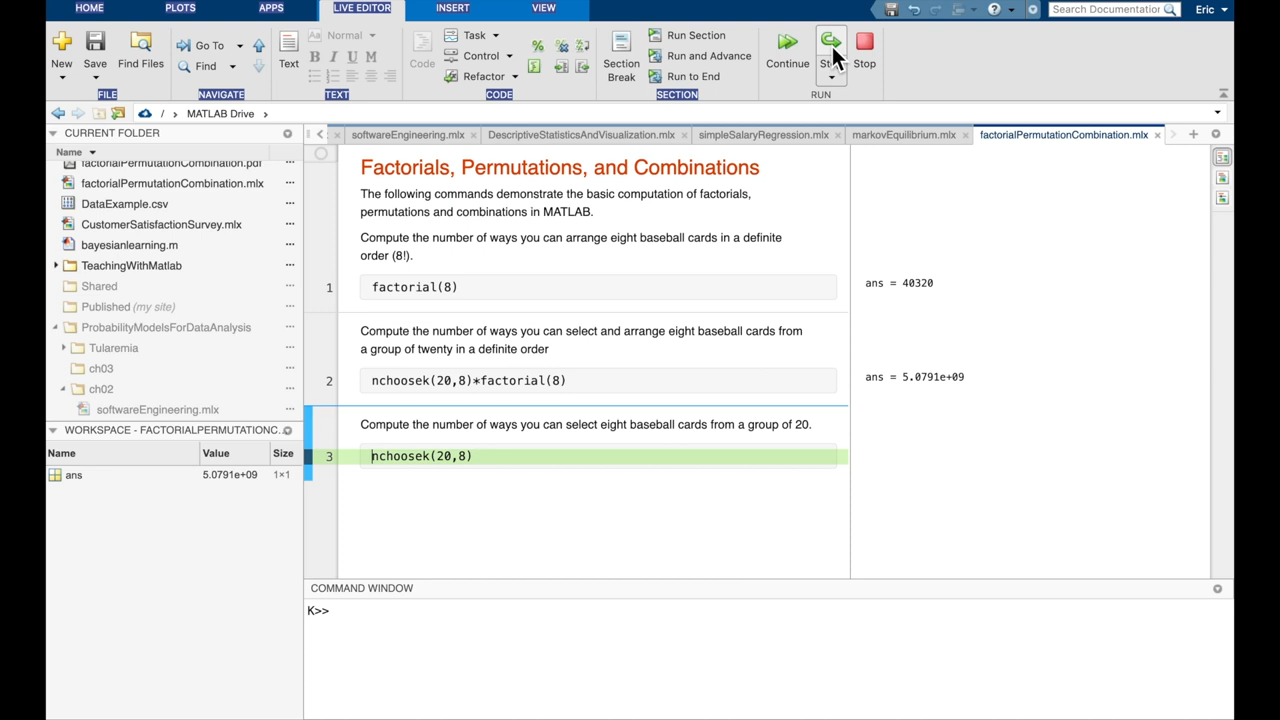 HOME PLOTS APPS LIVE EDITOR INSERT VIEW Search Documentation Eric
New Save Find Files Go To Find Text Normal Code Task Control Refactor Section Break Run Section Run and Advance Run to End Continue Stop
FILE NAVIGATE TEXT CODE SECTION RUN
/ > MATLAB Drive >
CURRENT FOLDER
Name
factorialPermutationCombination.pdf
factorialPermutationCombination.mlx
DataExample.csv
CustomerSatisfactionSurvey.mlx
bayesianlearning.m
TeachingWithMatlab
Shared
Published (my site)
ProbabilityModelsForDataAnalysis
Tularemia
ch03
ch02
softwareEngineering.mlx
WORKSPACE - FACTORIALPERMUTATIONC
Name Value Size
ans 5.0791e+09 1×1
softwareEngineering.mlx × DescriptiveStatisticsAndVisualization.mlx × simpleSalaryRegression.mlx × markovEquilibrium.mlx × factorialPermutationCombination.mlx ×
Factorials, Permutations, and Combinations
The following commands demonstrate the basic computation of factorials,
permutations and combinations in MATLAB.
Compute the number of ways you can arrange eight baseball cards in a definite
order (8!).
1 factorial(8)
ans = 40320
Compute the number of ways you can select and arrange eight baseball cards from
a group of twenty in a definite order
2 nchoosek(20,8)*factorial(8)
ans = 5.0791e+09
Compute the number of ways you can select eight baseball cards from a group of 20.
3 nchoosek(20,8)
COMMAND WINDOW
K>>